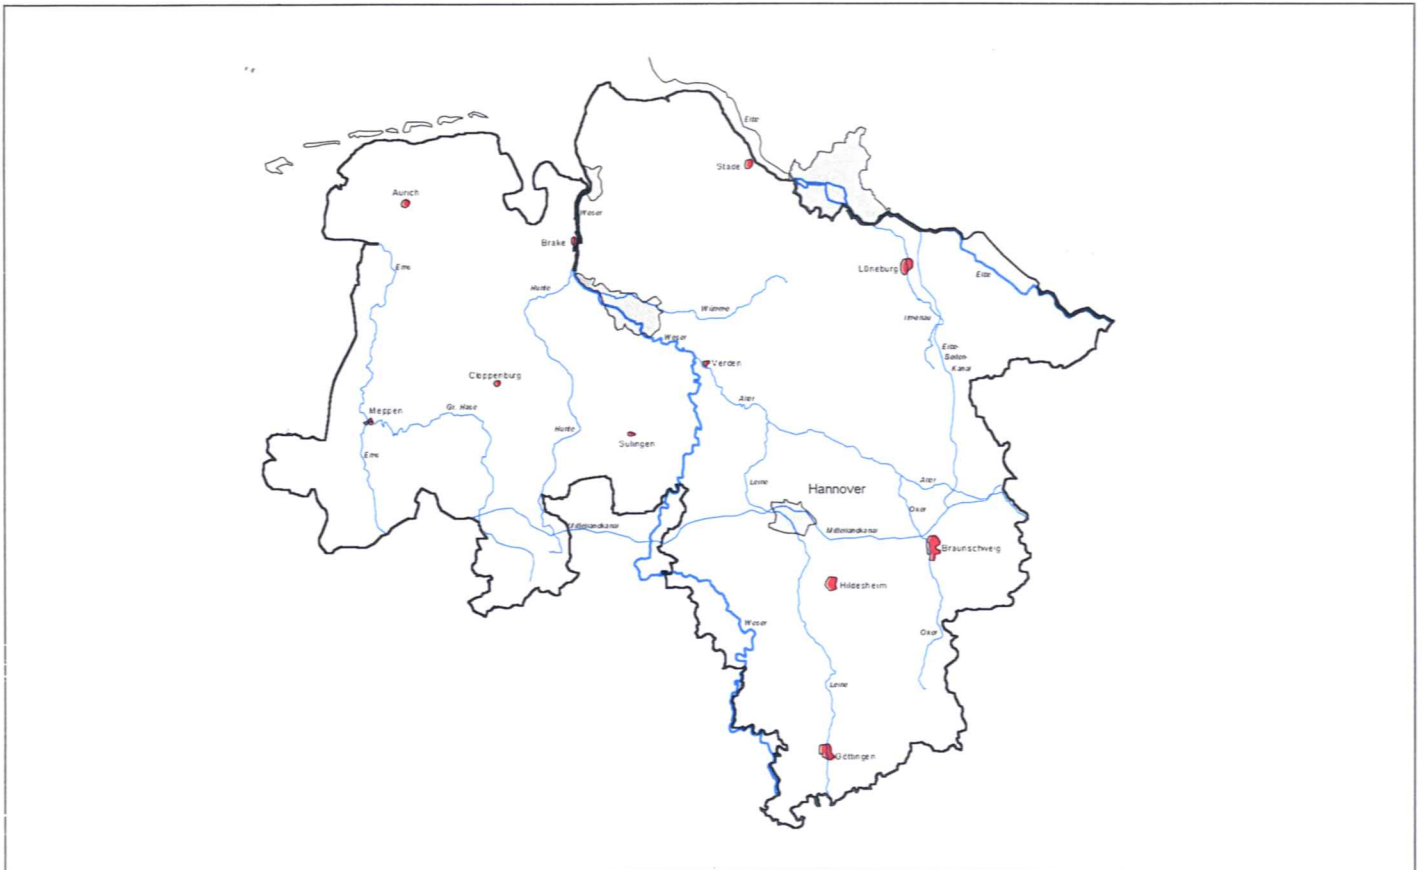 Elbe
Stade
Aurich
Weser
Brake
Lüneburg
Ems
Elbe
Hunte
Wümme
Ilmenau
Weser
Elbe-
Seiten-
Kanal
Verden
Cloppenburg
Aller
Meppen
Gr. Hase
Hunte
Sulingen
Ems
Leine
Hannover
Aller
Oker
Mittellandkanal
Mittellandkanal
Braunschweig
Hildesheim
Weser
Oker
Leine
Göttingen